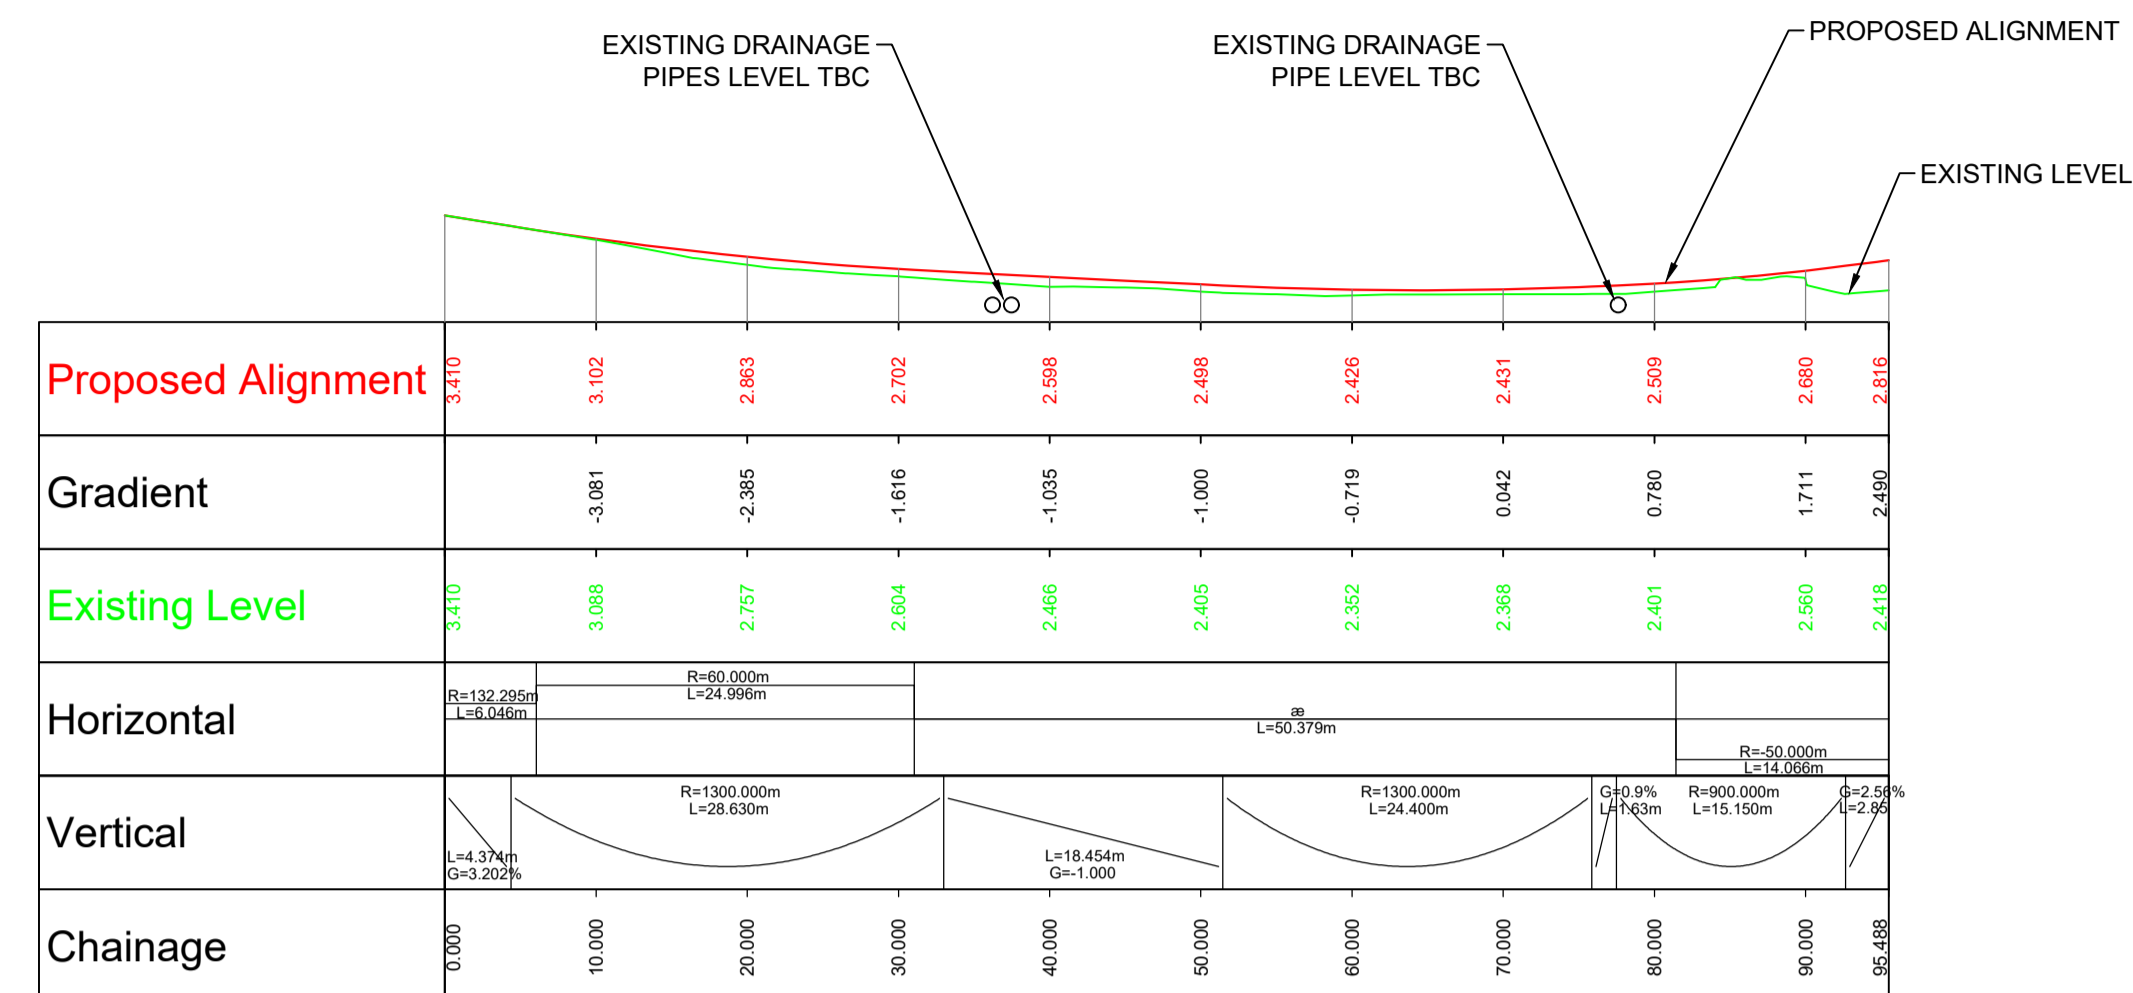 EXISTING DRAINAGE
PIPES LEVEL TBC
EXISTING DRAINAGE
PIPE LEVEL TBC
PROPOSED ALIGNMENT
EXISTING LEVEL
Proposed Alignment 3.410 3.102 2.863 2.702 2.598 2.498 2.426 2.431 2.509 2.680 2.816
Gradient -3.081 -2.385 -1.616 -1.035 -1.000 -0.719 0.042 0.780 1.711 2.490
Existing Level 3.410 3.088 2.757 2.604 2.466 2.405 2.352 2.368 2.401 2.560 2.418
Horizontal
R=132.295m
L=6.046m
R=60.000m
L=24.996m
æ
L=50.379m
R=-50.000m
L=14.066m
Vertical
L=4.374m
G=3.202%
R=1300.000m
L=28.630m
L=18.454m
G=-1.000
R=1300.000m
L=24.400m
G=0.9%
L=1.63m
R=900.000m
L=15.150m
G=2.56%
L=2.85
Chainage 0.000 10.000 20.000 30.000 40.000 50.000 60.000 70.000 80.000 90.000 95.488